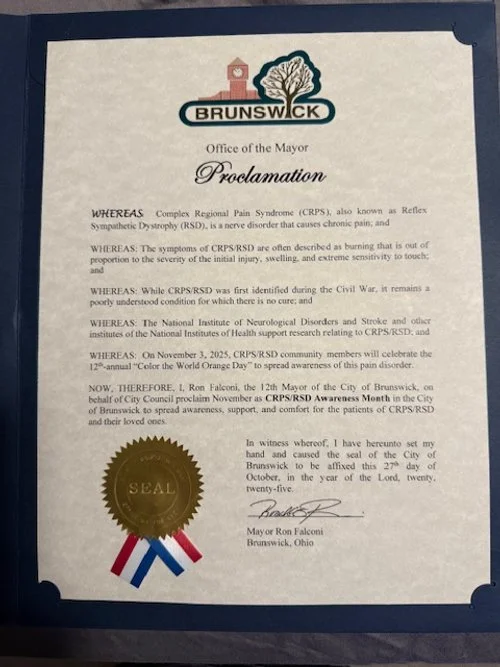 BRUNSWICK
Office of the Mayor
Proclamation
WHEREAS: Complex Regional Pain Syndrome (CRPS), also known as Reflex
Sympathetic Dystrophy (RSD), is a nerve disorder that causes chronic pain; and
WHEREAS: The symptoms of CRPS/RSD are often described as burning that is out of
proportion to the severity of the initial injury, swelling, and extreme sensitivity to touch;
and
WHEREAS: While CRPS/RSD was first identified during the Civil War, it remains a
poorly understood condition for which there is no cure; and
WHEREAS: The National Institute of Neurological Disorders and Stroke and other
institutes of the National Institutes of Health support research relating to CRPS/RSD; and
WHEREAS: On November 3, 2025, CRPS/RSD community members will celebrate the
12th-annual “Color the World Orange Day” to spread awareness of this pain disorder.
NOW, THEREFORE, I, Ron Falconi, the 12th Mayor of the City of Brunswick, on
behalf of City Council proclaim November as CRPS/RSD Awareness Month in the City
of Brunswick to spread awareness, support, and comfort for the patients of CRPS/RSD
and their loved ones.
In witness whereof, I have hereunto set my
hand and caused the seal of the City of
Brunswick to be affixed this 27th day of
October, in the year of the Lord, twenty,
twenty-five.
SEAL
Mayor Ron Falconi
Brunswick, Ohio